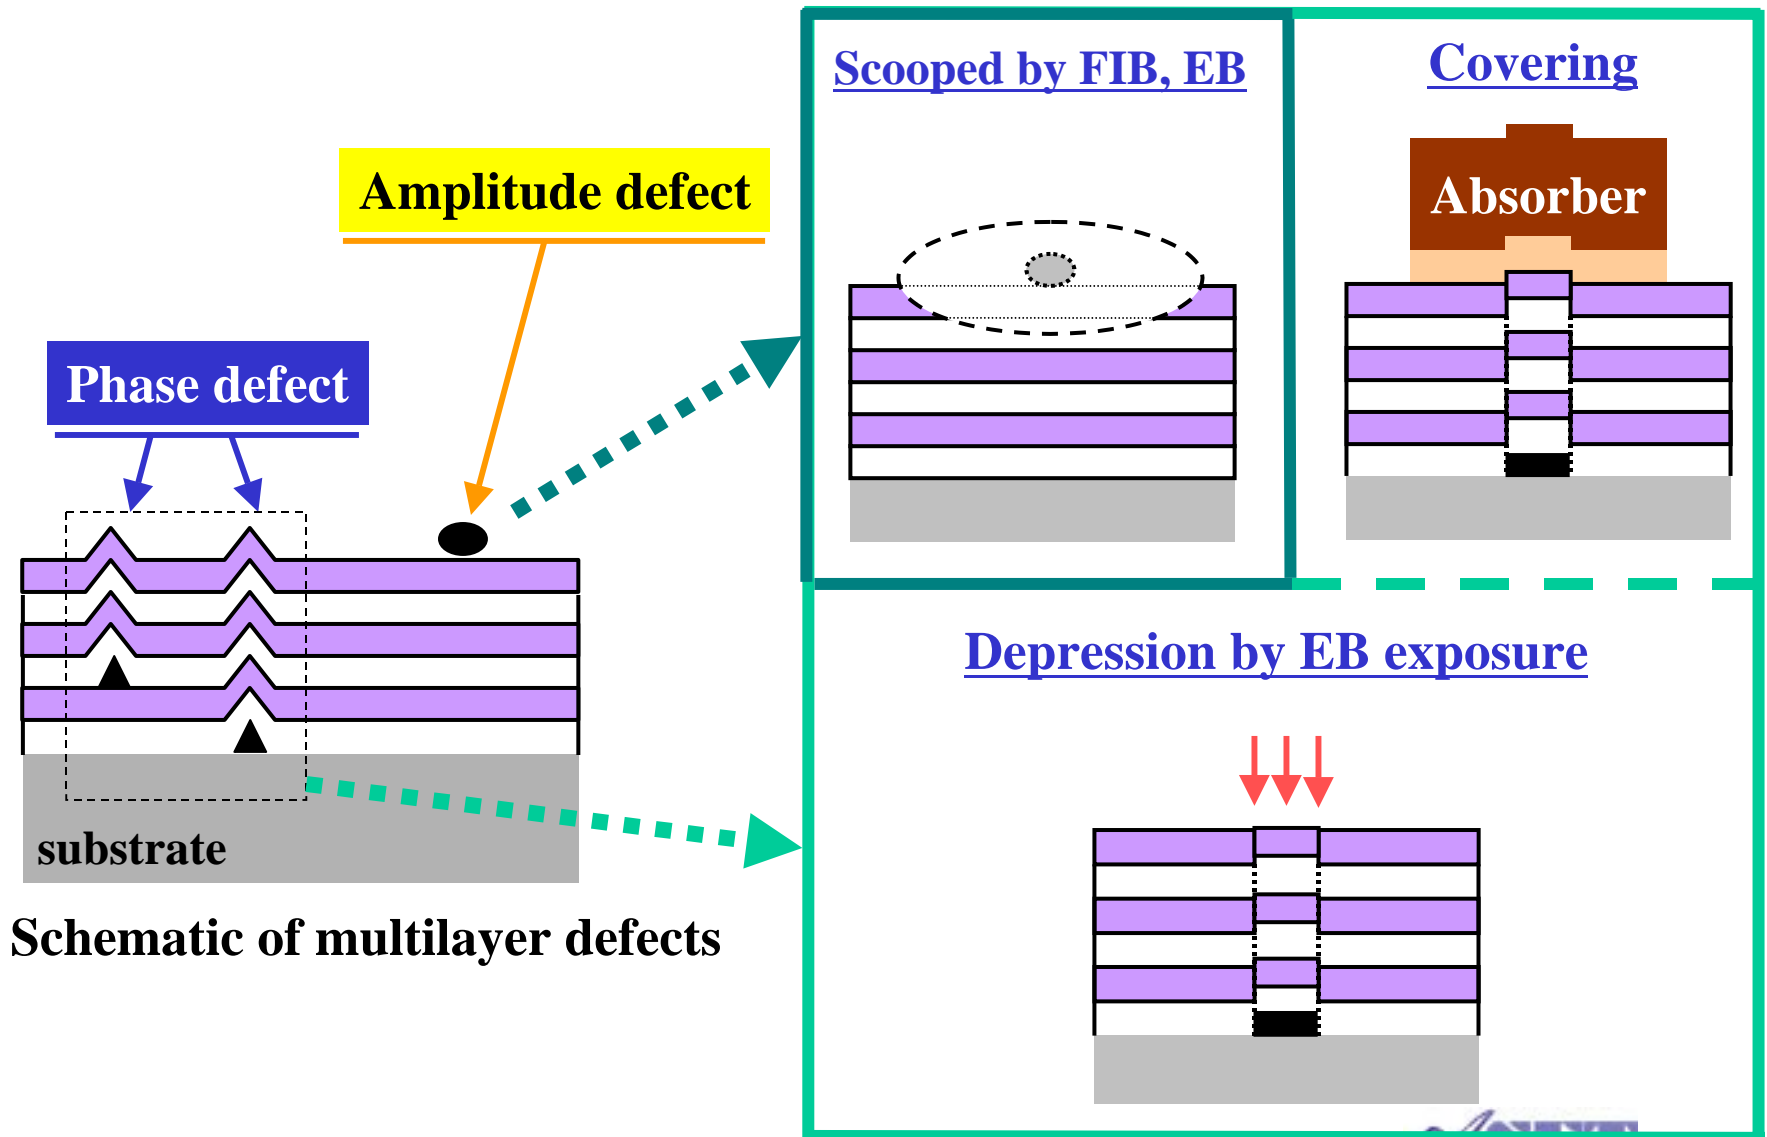 Scooped by FIB, EB
Covering
Amplitude defect
Absorber
Phase defect
Depression by EB exposure
substrate
Schematic of multilayer defects